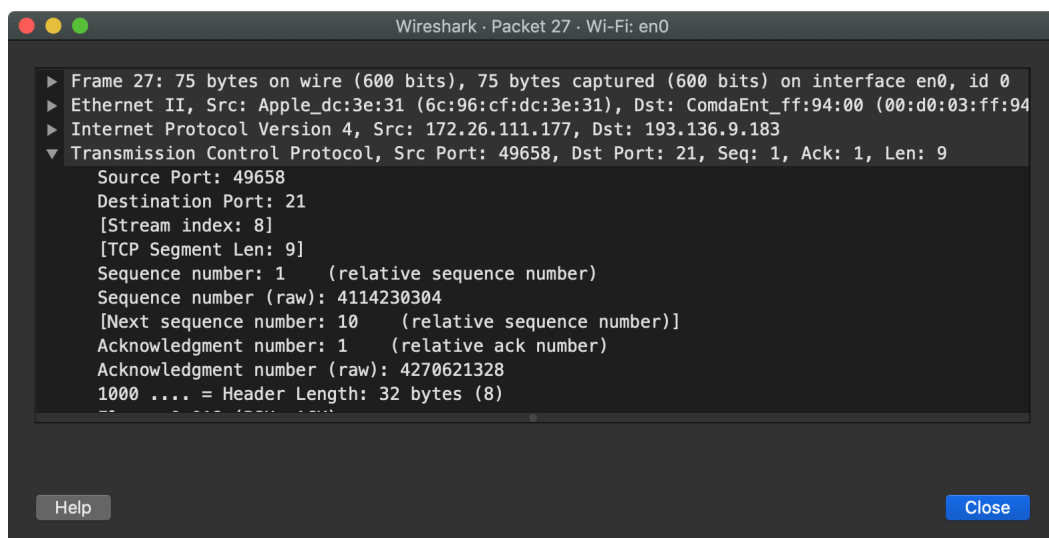 Wireshark · Packet 27 · Wi-Fi: en0
Frame 27: 75 bytes on wire (600 bits), 75 bytes captured (600 bits) on interface en0, id 0
Ethernet II, Src: Apple_dc:3e:31 (6c:96:cf:dc:3e:31), Dst: ComdaEnt_ff:94:00 (00:d0:03:ff:94
Internet Protocol Version 4, Src: 172.26.111.177, Dst: 193.136.9.183
Transmission Control Protocol, Src Port: 49658, Dst Port: 21, Seq: 1, Ack: 1, Len: 9
Source Port: 49658
Destination Port: 21
[Stream index: 8]
[TCP Segment Len: 9]
Sequence number: 1    (relative sequence number)
Sequence number (raw): 4114230304
[Next sequence number: 10    (relative sequence number)]
Acknowledgment number: 1    (relative ack number)
Acknowledgment number (raw): 4270621328
1000 .... = Header Length: 32 bytes (8)
Help
Close